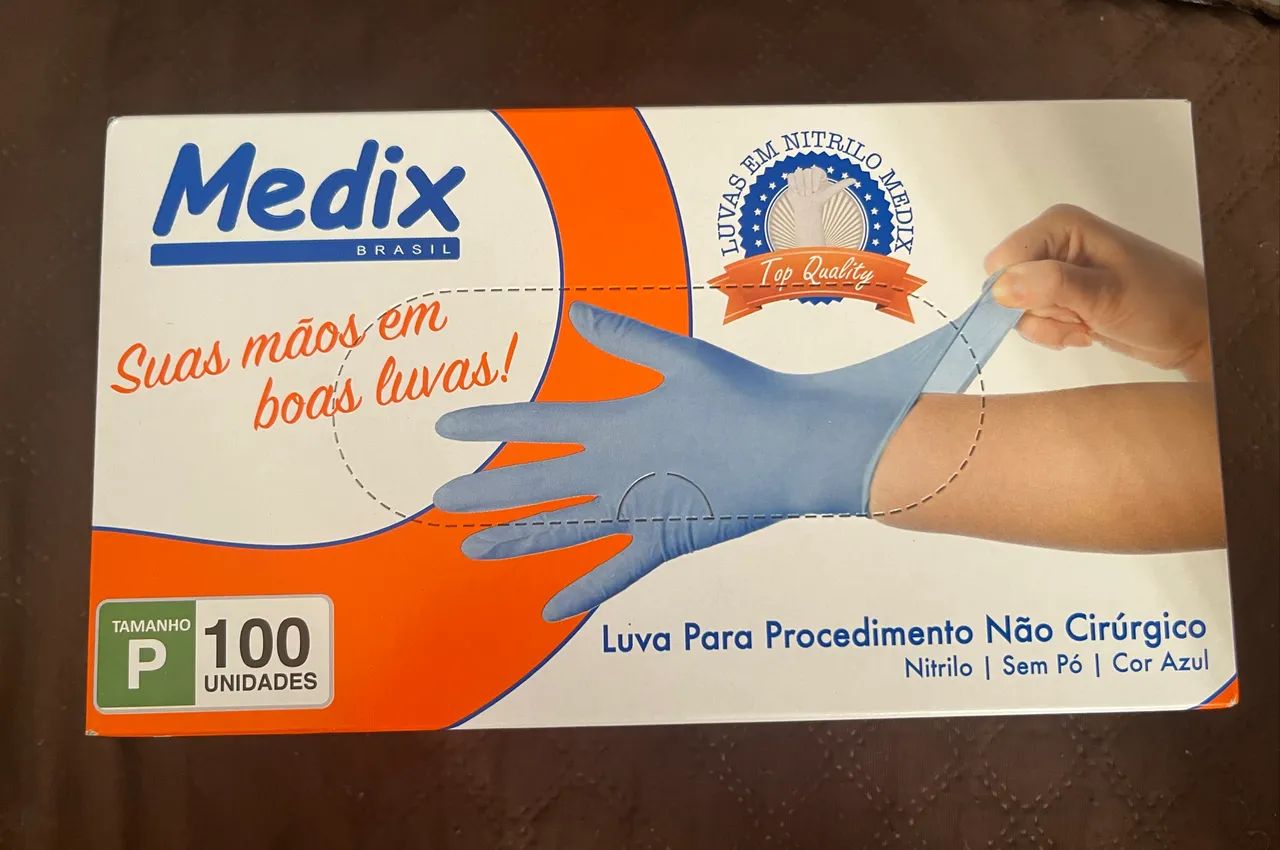 Medix
BRASIL
LUVAS EM NITRILO MEDIX
Top Quality
Suas mãos em
boas luvas!
TAMANHO
P
100
UNIDADES
Luva Para Procedimento Não Cirúrgico
Nitrilo | Sem Pó | Cor Azul